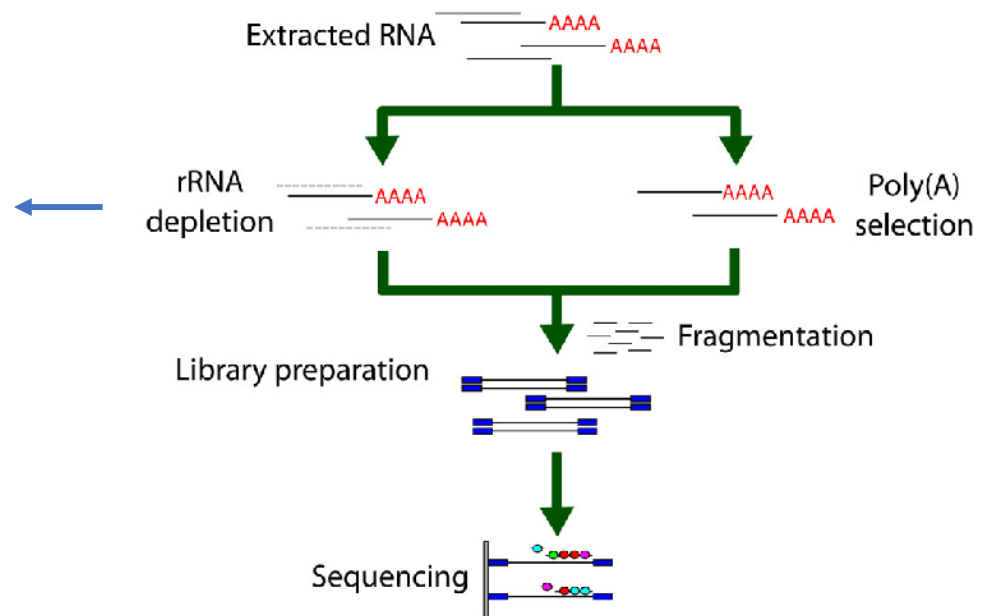 Extracted RNA
AAAA
AAAA
rRNA
depletion
AAAA
AAAA
AAAA
AAAA
Poly(A)
selection
Fragmentation
Library preparation
Sequencing